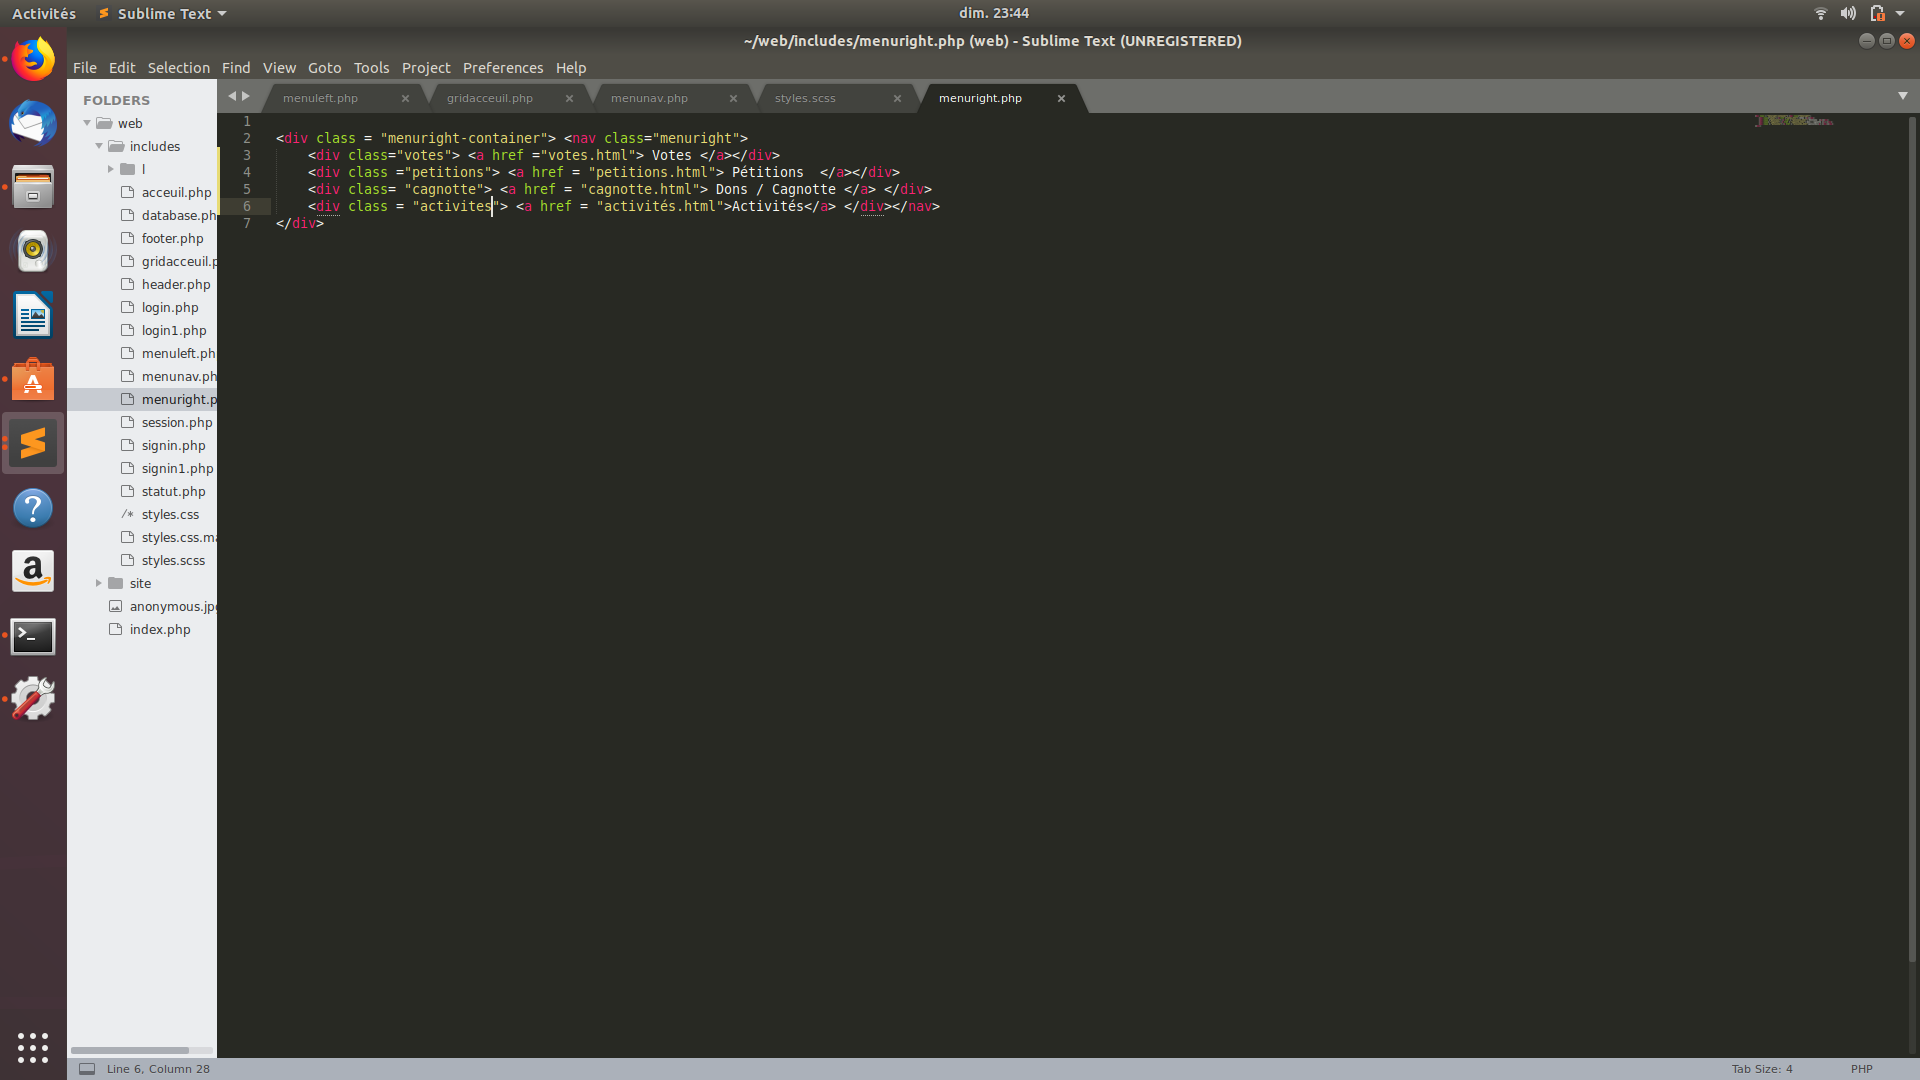 Activités Sublime Text dim. 23:44
~/web/includes/menuright.php (web) - Sublime Text (UNREGISTERED)
File Edit Selection Find View Goto Tools Project Preferences Help
FOLDERS
web
includes
l
acceuil.php
database.ph
footer.php
gridacceuil.p
header.php
login.php
login1.php
menuleft.ph
menunav.ph
menuright.p
session.php
signin.php
signin1.php
statut.php
/* styles.css
styles.css.ma
styles.scss
site
anonymous.jpg
index.php
menuleft.php × gridacceuil.php × menunav.php × styles.scss × menuright.php ×
1
2 <div class = "menuright-container"> <nav class="menuright">
3 <div class="votes"> <a href ="votes.html"> Votes </a></div>
4 <div class ="petitions"> <a href = "petitions.html"> Pétitions  </a></div>
5 <div class= "cagnotte"> <a href = "cagnotte.html"> Dons / Cagnotte </a> </div>
6 <div class = "activites"> <a href = "activités.html">Activités</a> </div></nav>
7 </div>
Line 6, Column 28 Tab Size: 4 PHP